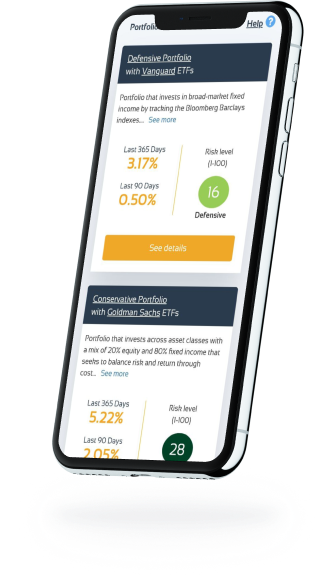 Help ?
Defensive Portfolio
with Vanguard ETFs
Portfolio that invests in broad-market fixed
income by tracking the Bloomberg Barclays
indexes... See more
Last 365 Days
3.17%
Last 90 Days
0.50%
Risk level
(1-100)
16
Defensive
See details
Conservative Portfolio
with Goldman Sachs ETFs
Portfolio that invests across asset classes with
a mix of 20% equity and 80% fixed income that
seeks to balance risk and return through
cost... See more
Last 365 Days
5.22%
Last 90 Days
2.05%
Risk level
(1-100)
28